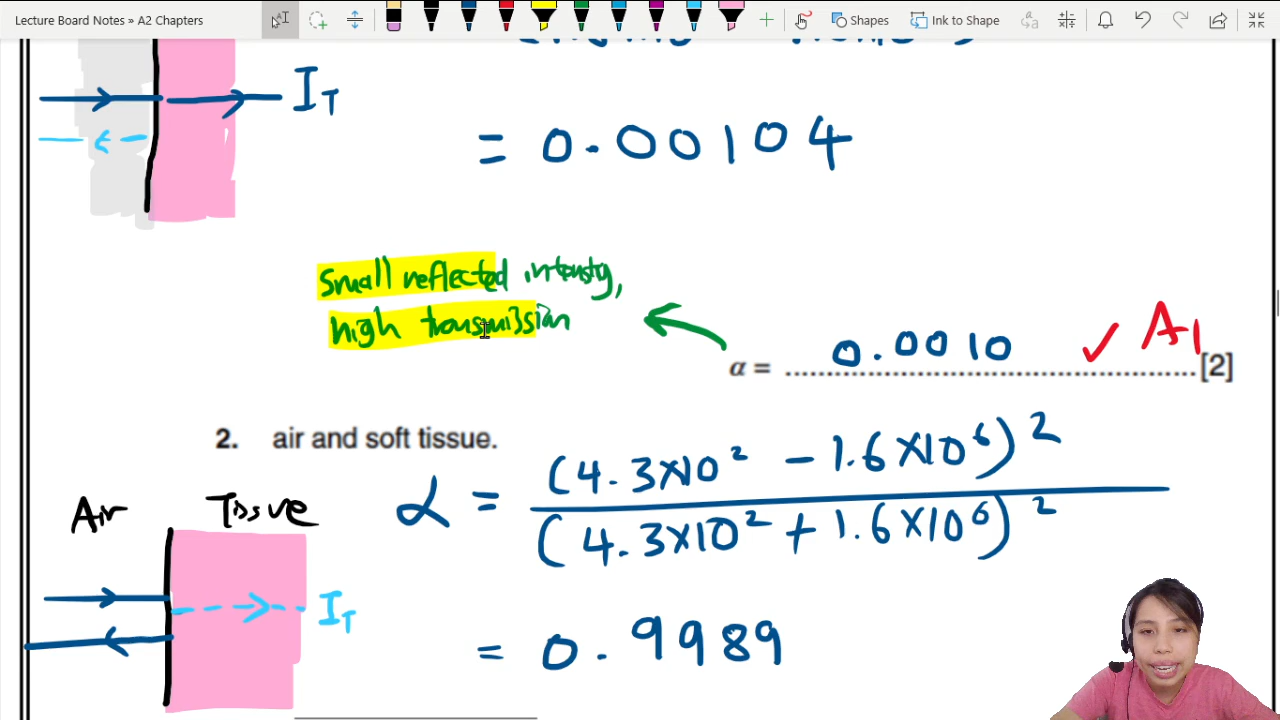 Lecture Board Notes » A2 Chapters
Shapes
Ink to Shape
I_T
= 0.00104
Small reflected intensity,
high transmission
α = 0.0010 ✓ A1 [2]
2. air and soft tissue.
α = (4.3×10² − 1.6×10⁶)² / (4.3×10² + 1.6×10⁶)²
Air Tissue
I_T
= 0.9989